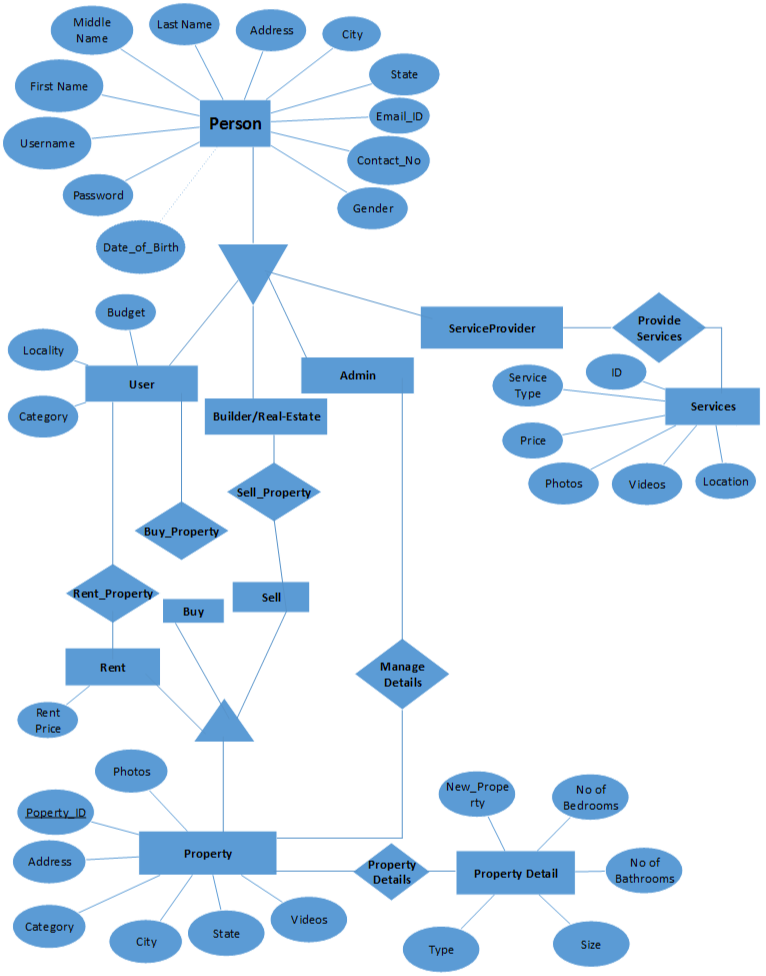 Middle
Name
Last Name
Address
City
First Name
State
Person
Email_ID
Username
Contact_No
Password
Gender
Date_of_Birth
Budget
Locality
User
Category
ServiceProvider
Provide
Services
Admin
Builder/Real-Estate
ID
Service
Type
Services
Price
Photos
Videos
Location
Sell_Property
Buy_Property
Rent_Property
Buy
Sell
Rent
Rent
Price
Manage
Details
Photos
Poperty_ID
Address
Property
Category
City
State
Videos
Property
Details
New_Prope
rty
No of
Bedrooms
Property Detail
No of
Bathrooms
Type
Size